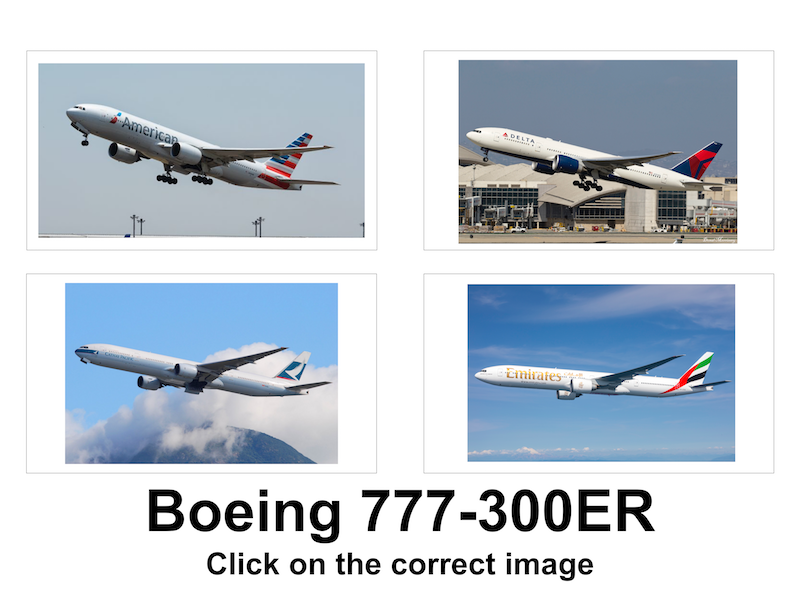 American
DELTA
Emirates
Boeing 777-300ER
Click on the correct image